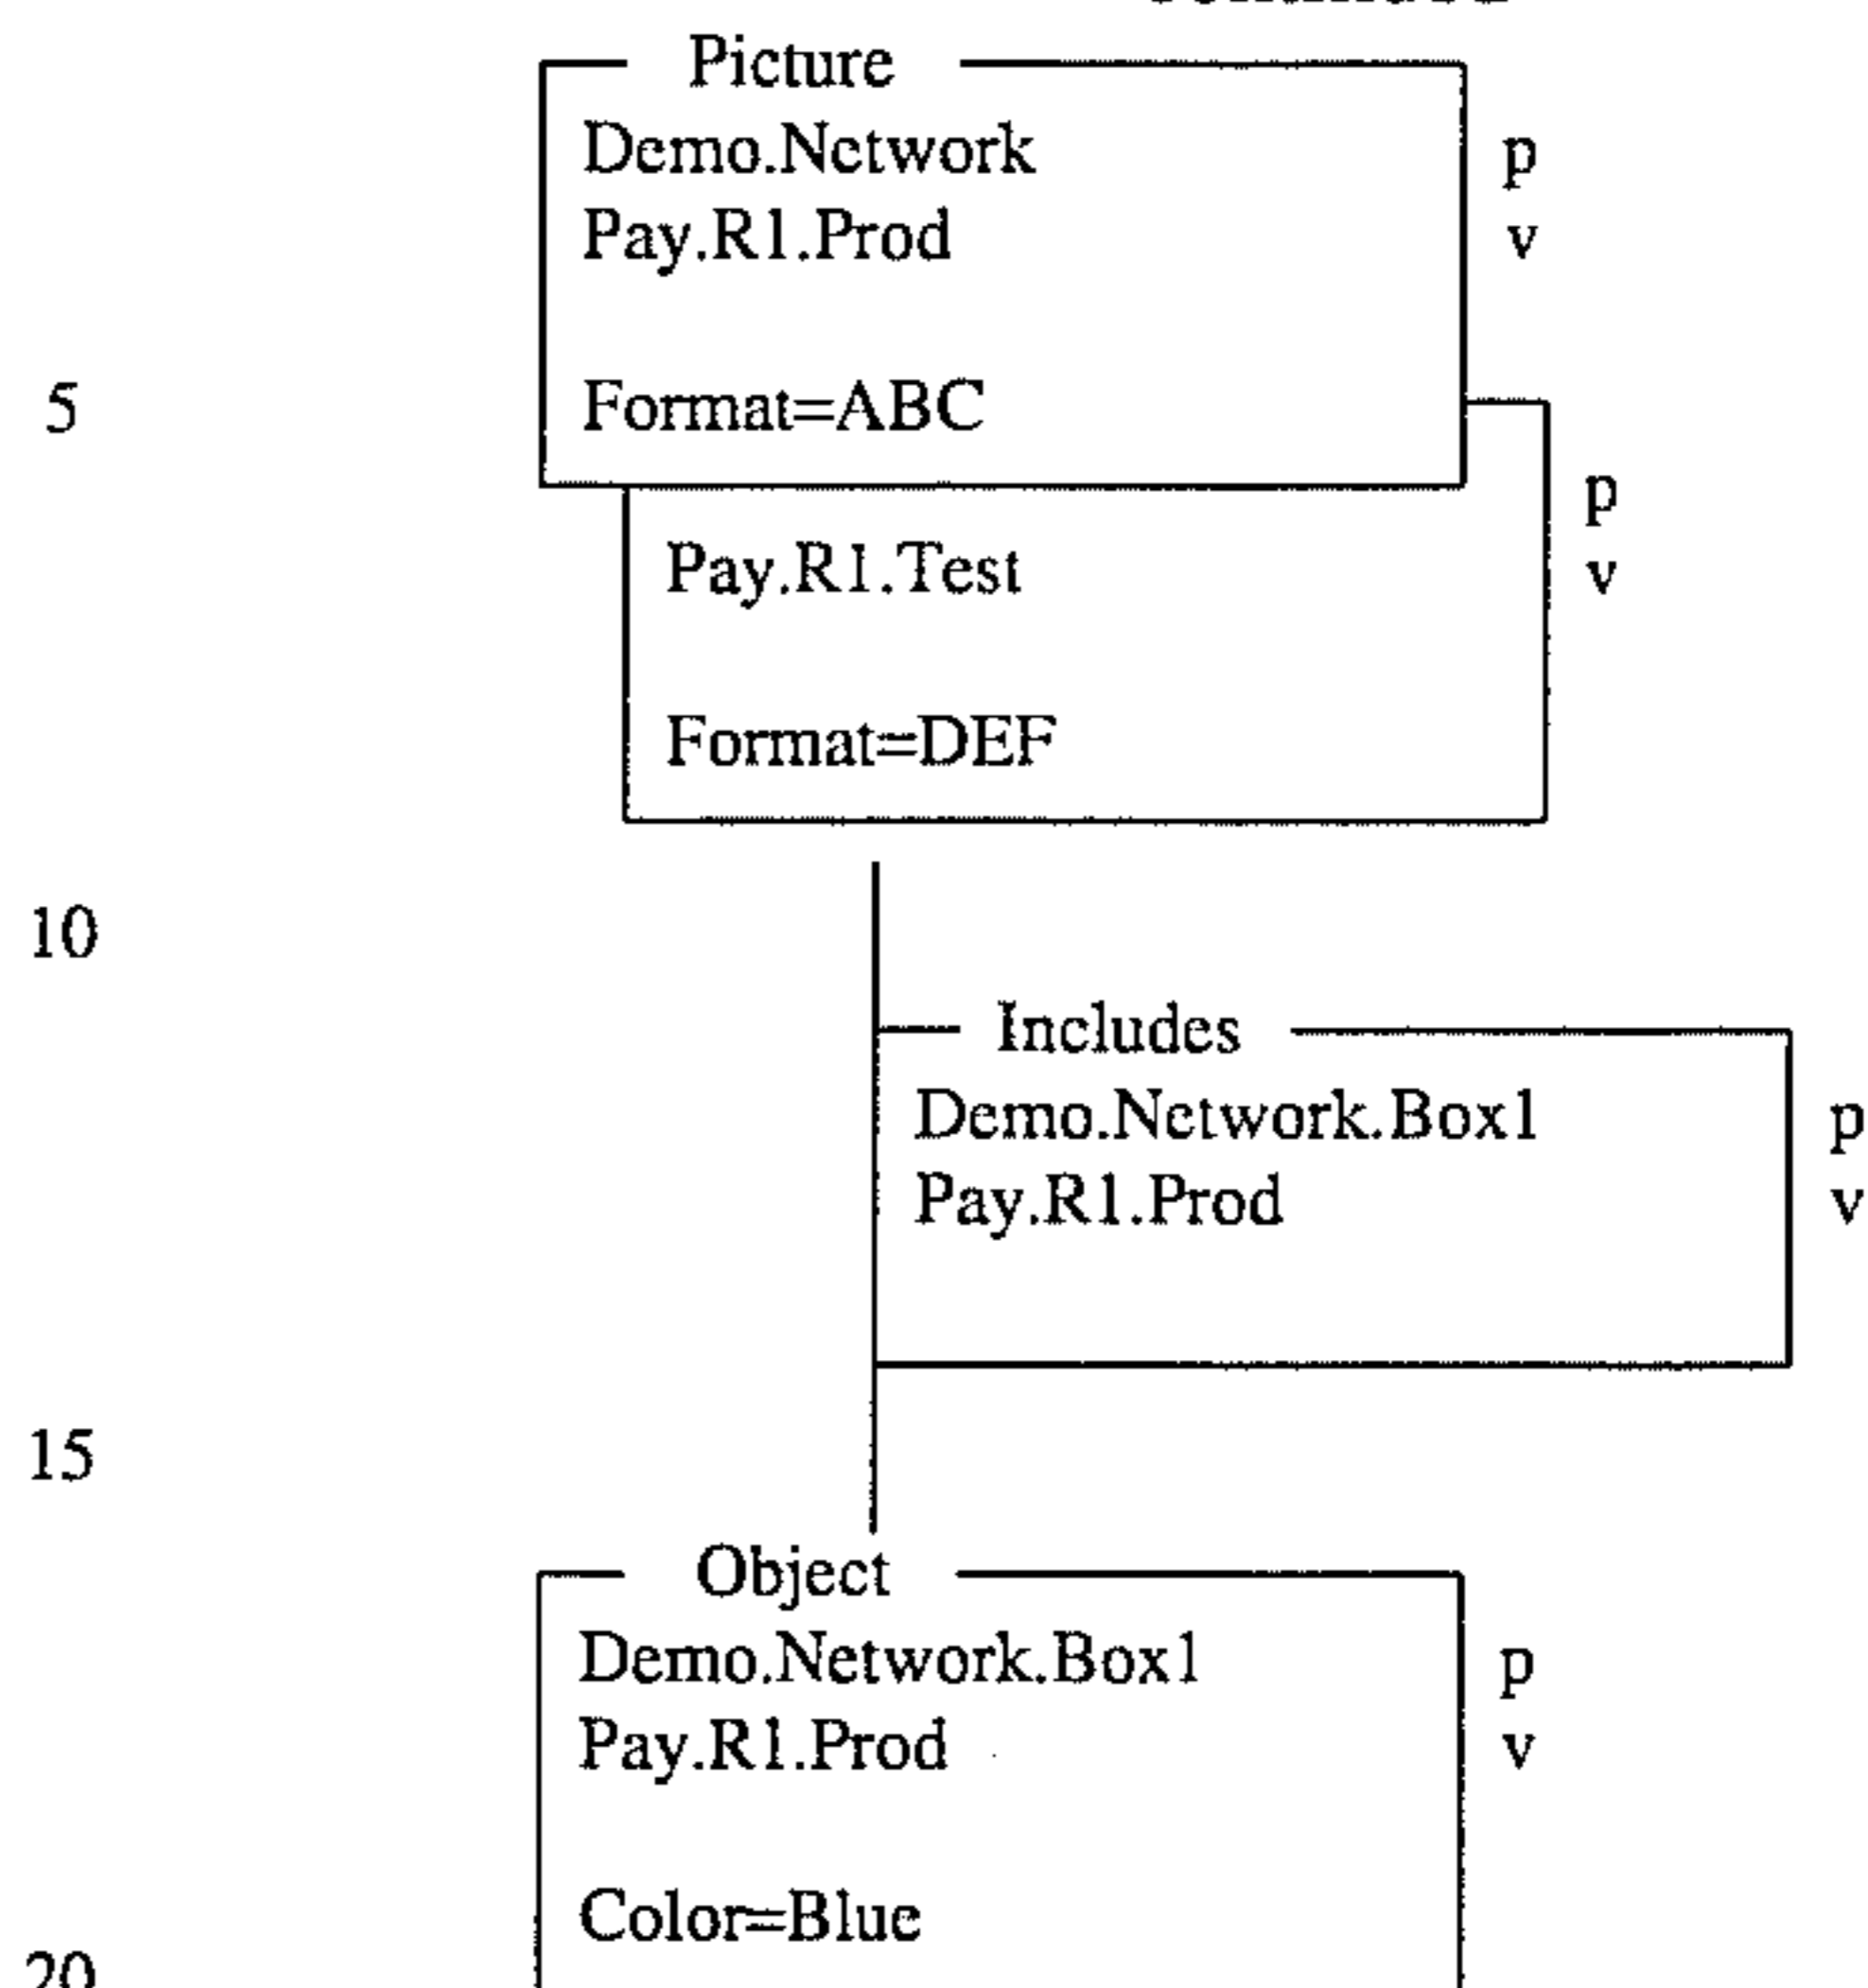 Picture
Demo.Network p
Pay.R1.Prod v
5 Format=ABC
p
Pay.R1.Test v
Format=DEF
10
Includes
Demo.Network.Box1 p
Pay.R1.Prod v
15
Object
Demo.Network.Box1 p
Pay.R1.Prod v
Color=Blue
20